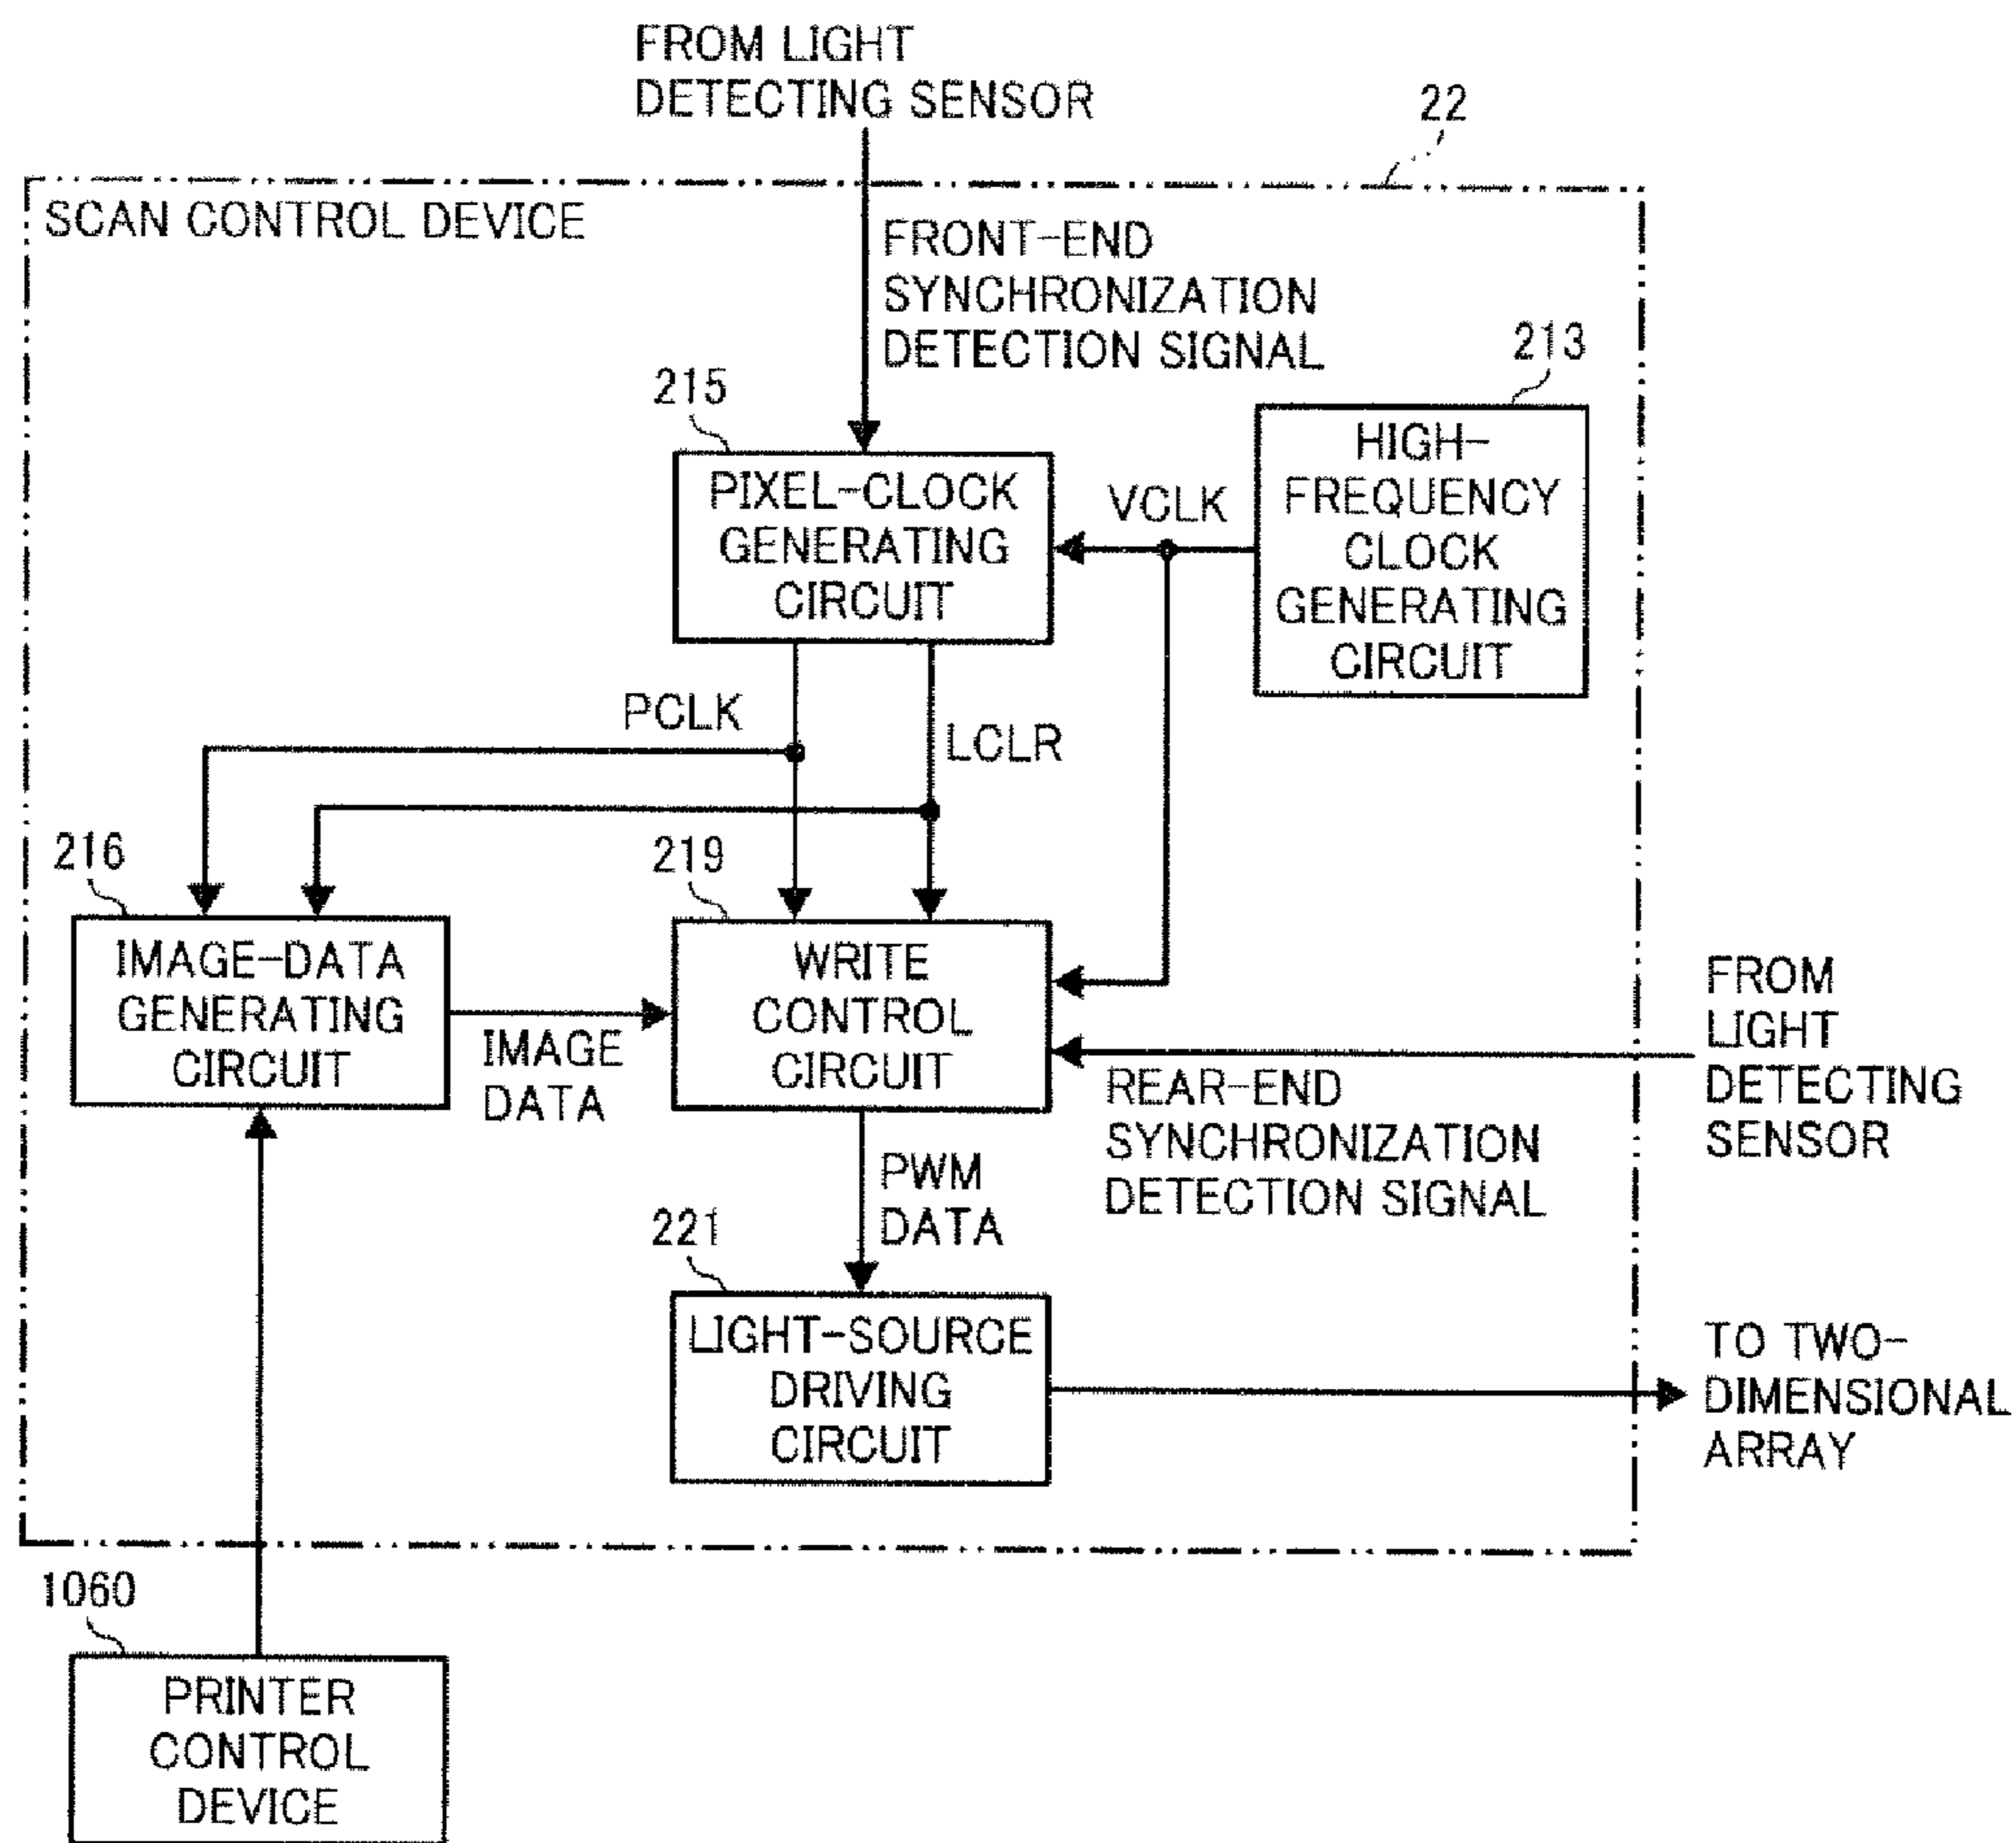 FROM LIGHT
DETECTING SENSOR
22
SCAN CONTROL DEVICE
FRONT-END
SYNCHRONIZATION
DETECTION SIGNAL
213
215
HIGH-
FREQUENCY
CLOCK
GENERATING
CIRCUIT
PIXEL-CLOCK
GENERATING
CIRCUIT
VCLK
PCLK
LCLR
216
219
IMAGE-DATA
GENERATING
CIRCUIT
IMAGE
DATA
WRITE
CONTROL
CIRCUIT
FROM
LIGHT
DETECTING
SENSOR
REAR-END
SYNCHRONIZATION
DETECTION SIGNAL
PWM
DATA
221
LIGHT-SOURCE
DRIVING
CIRCUIT
TO TWO-
DIMENSIONAL
ARRAY
1060
PRINTER
CONTROL
DEVICE